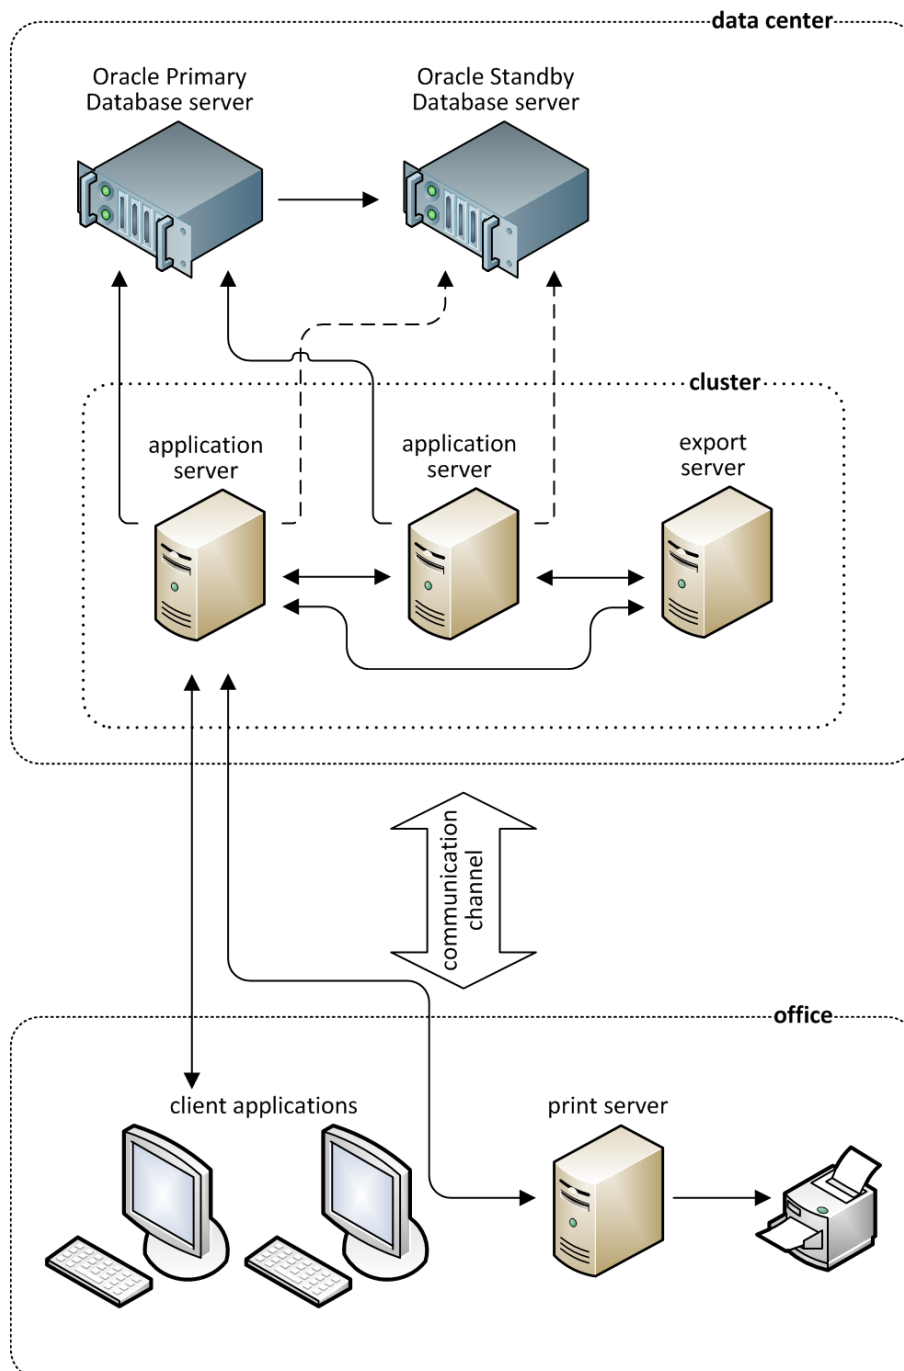 data center
Oracle Primary
Database server
Oracle Standby
Database server
cluster
application
server
application
server
export
server
communication
channel
office
client applications
print server